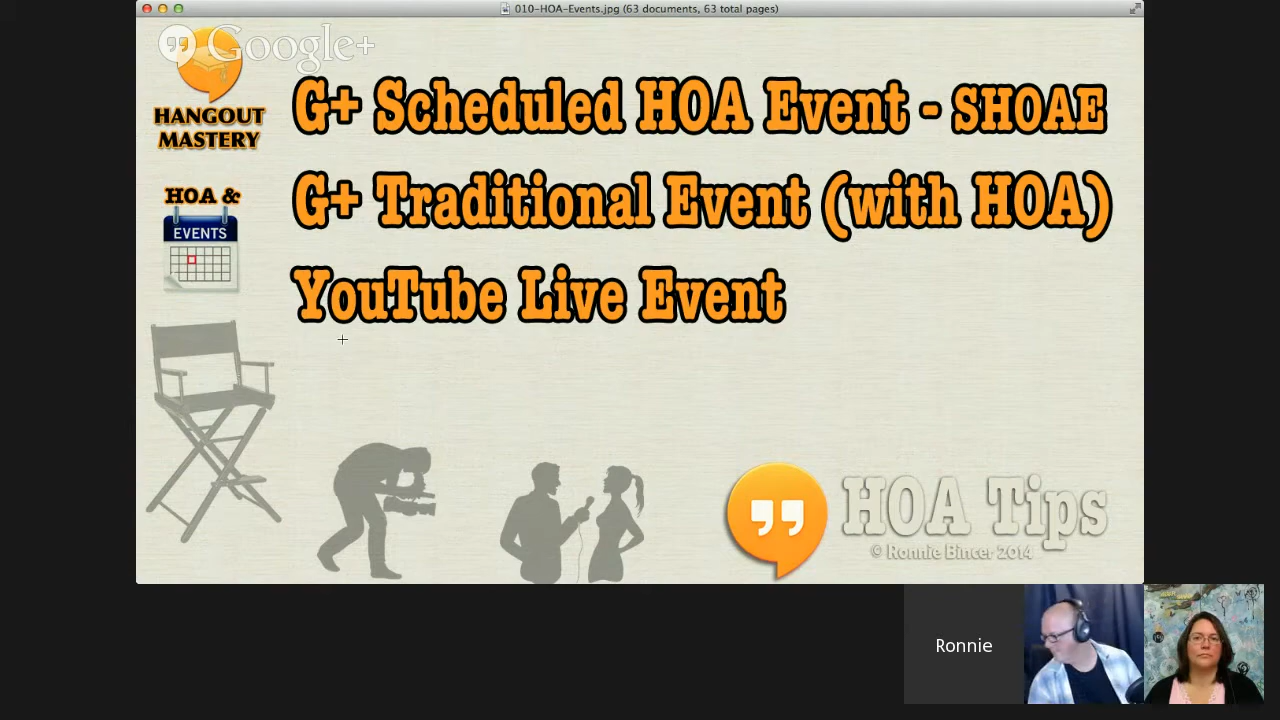 010-HOA-Events.jpg (63 documents, 63 total pages)
Google+
HANGOUT
MASTERY
G+ Scheduled HOA Event - SHOAE
G+ Traditional Event (with HOA)
YouTube Live Event
HOA &
EVENTS
HOA Tips
© Ronnie Bincer 2014
Ronnie